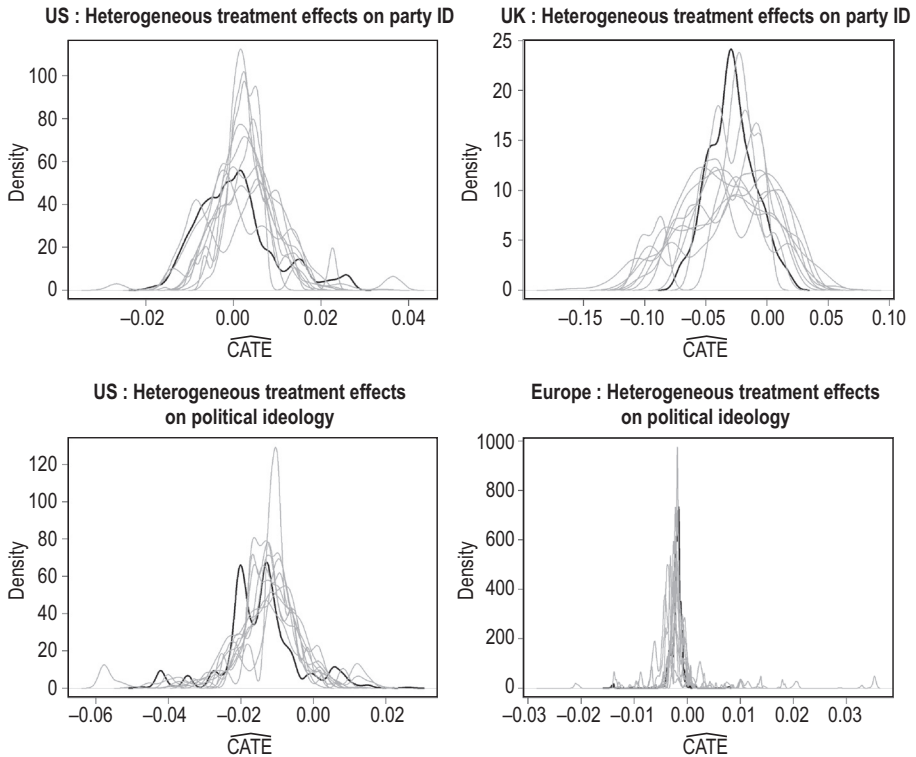 US : Heterogeneous treatment effects on party ID
100
80
60
40
20
0
Density
−0.02 0.00 0.02 0.04
CATE
UK : Heterogeneous treatment effects on party ID
25
20
15
10
5
0
Density
−0.15 −0.10 −0.05 0.00 0.05 0.10
CATE
US : Heterogeneous treatment effects
on political ideology
120
100
80
60
40
20
0
Density
−0.06 −0.04 −0.02 0.00 0.02
CATE
Europe : Heterogeneous treatment effects
on political ideology
1000
800
600
400
200
0
Density
−0.03 −0.02 −0.01 0.00 0.01 0.02 0.03
CATE